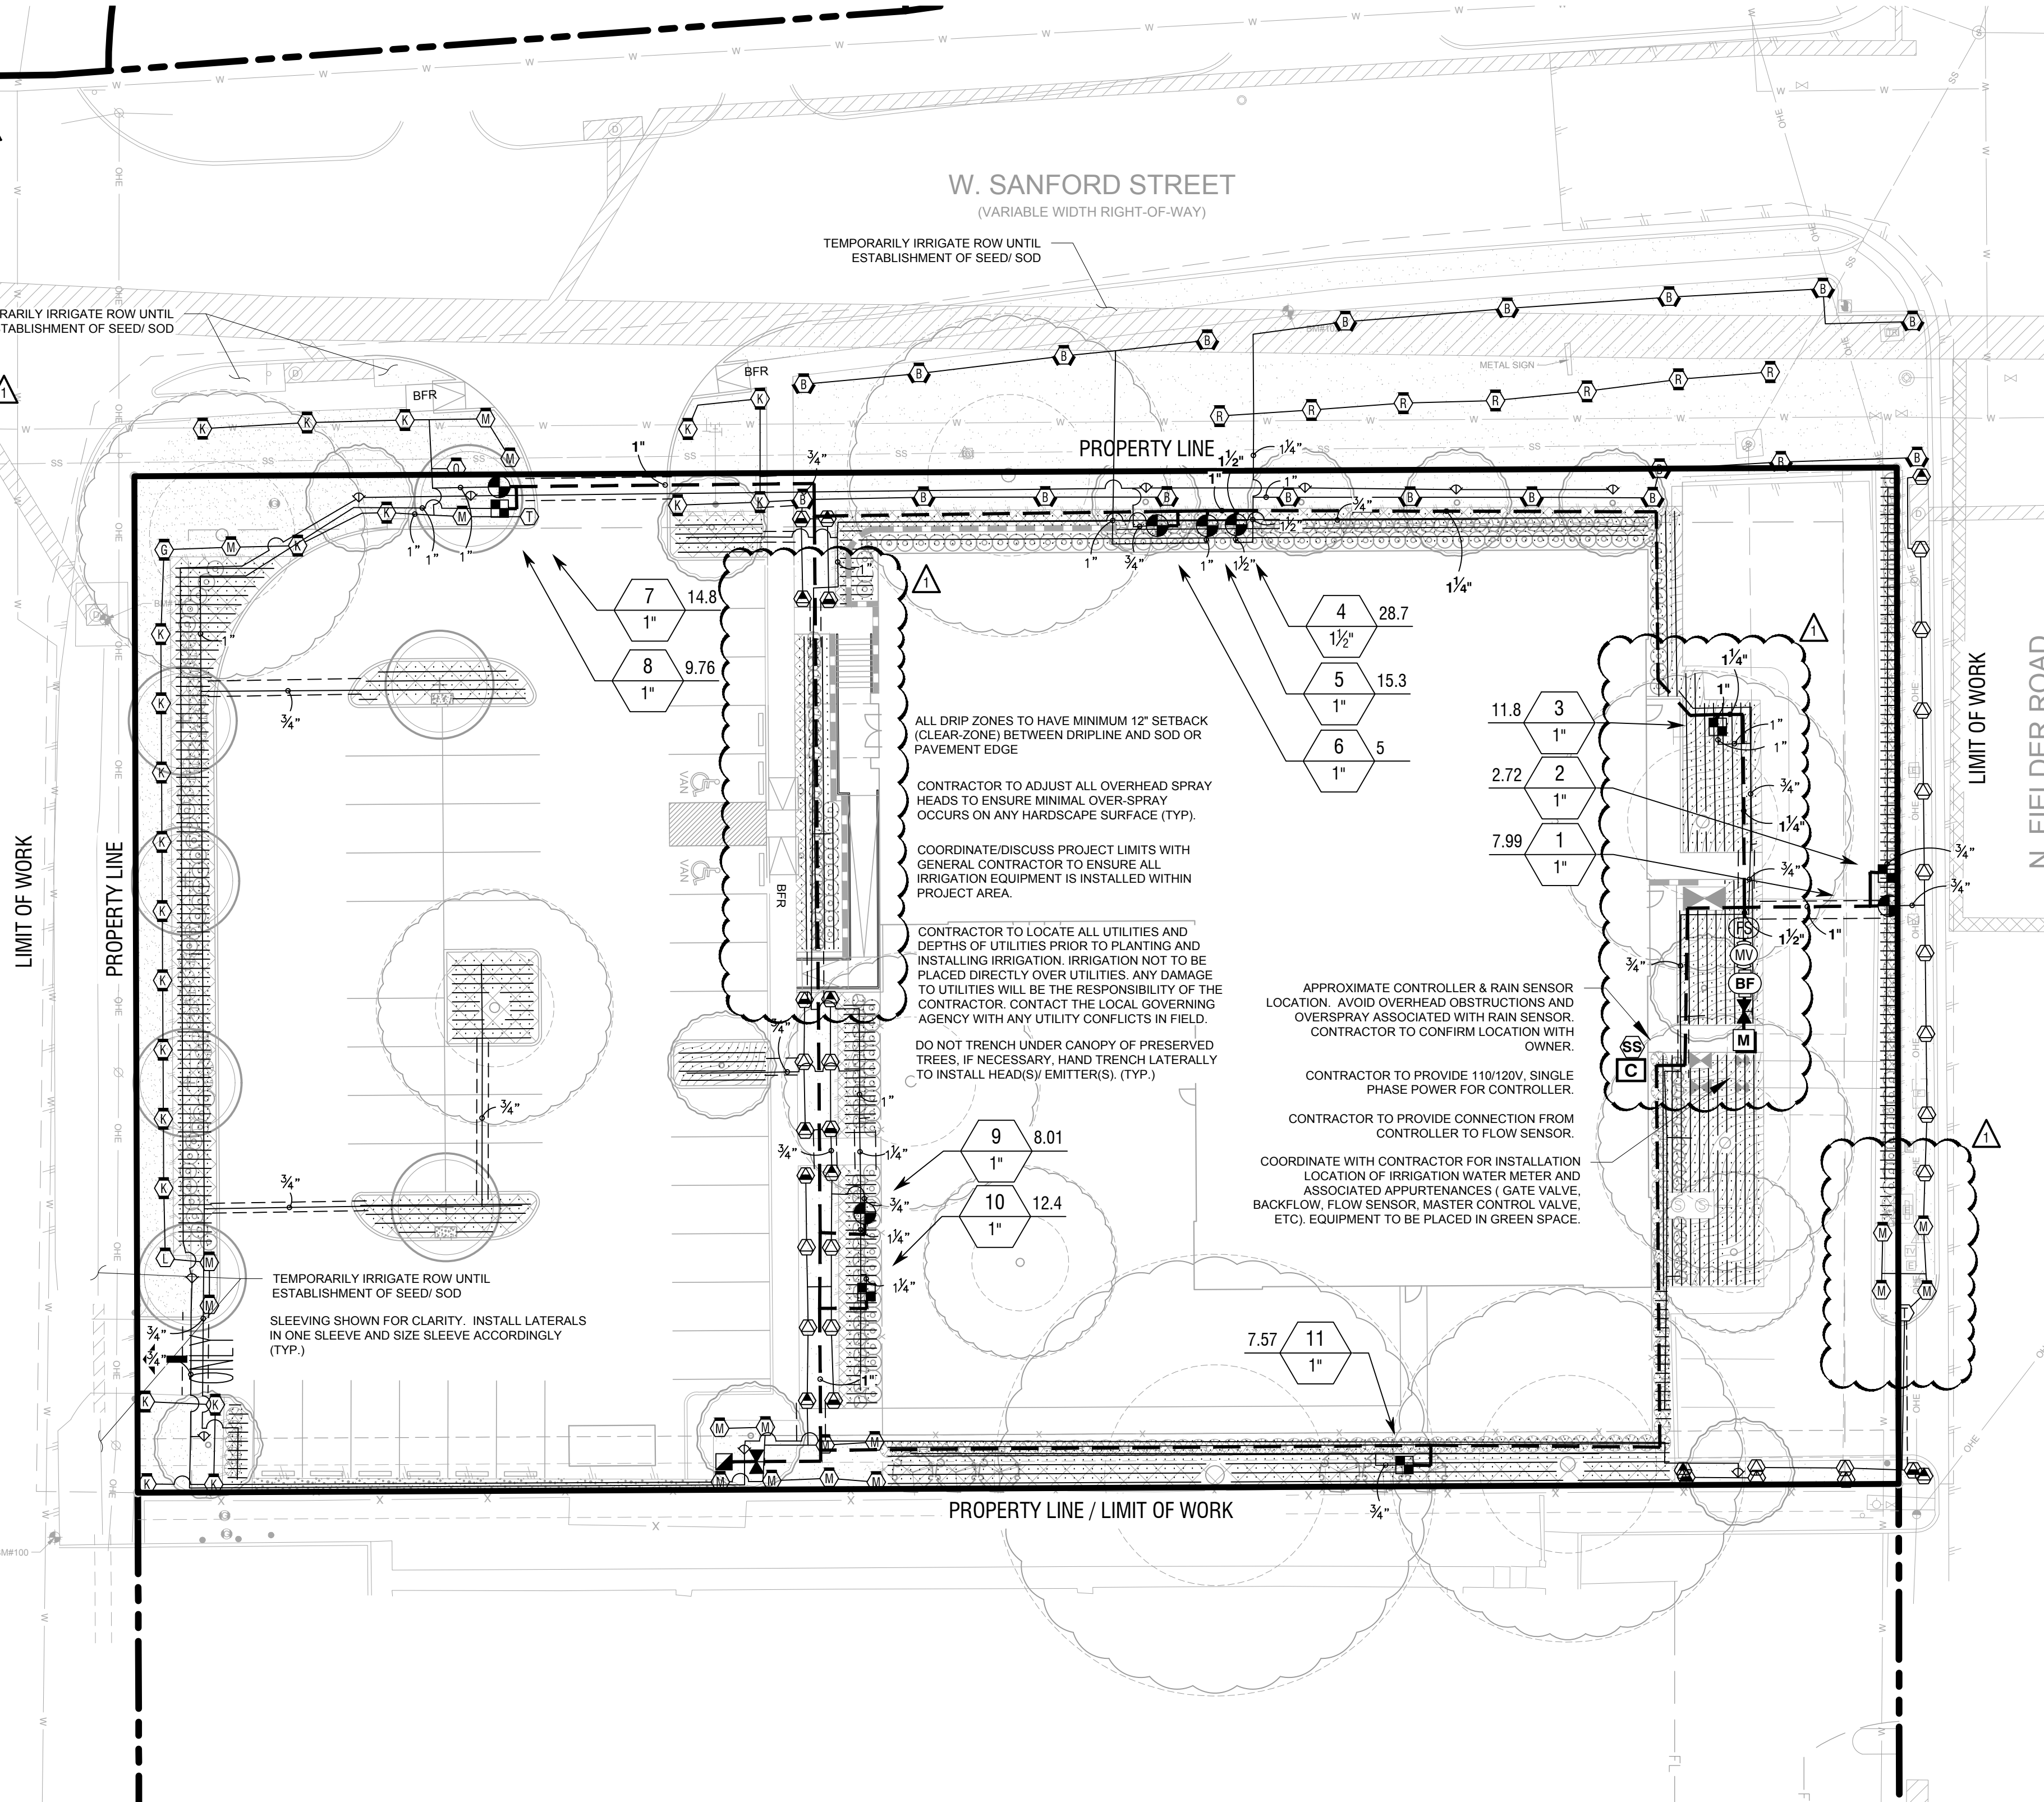 W. SANFORD STREET
(VARIABLE WIDTH RIGHT-OF-WAY)
TEMPORARILY IRRIGATE ROW UNTIL
ESTABLISHMENT OF SEED/ SOD
RARILY IRRIGATE ROW UNTIL
TABLISHMENT OF SEED/ SOD
METAL SIGN
BFR
BFR
PROPERTY LINE
1"
¾"
1½"
1¼"
1"
7
14.8
1"
8
9.76
1"
4
28.7
1½"
5
15.3
1"
6
5
1"
11.8
3
1"
2.72
2
1"
7.99
1
1"
ALL DRIP ZONES TO HAVE MINIMUM 12" SETBACK
(CLEAR-ZONE) BETWEEN DRIPLINE AND SOD OR
PAVEMENT EDGE
CONTRACTOR TO ADJUST ALL OVERHEAD SPRAY
HEADS TO ENSURE MINIMAL OVER-SPRAY
OCCURS ON ANY HARDSCAPE SURFACE (TYP).
COORDINATE/DISCUSS PROJECT LIMITS WITH
GENERAL CONTRACTOR TO ENSURE ALL
IRRIGATION EQUIPMENT IS INSTALLED WITHIN
PROJECT AREA.
CONTRACTOR TO LOCATE ALL UTILITIES AND
DEPTHS OF UTILITIES PRIOR TO PLANTING AND
INSTALLING IRRIGATION. IRRIGATION NOT TO BE
PLACED DIRECTLY OVER UTILITIES. ANY DAMAGE
TO UTILITIES WILL BE THE RESPONSIBILITY OF THE
CONTRACTOR. CONTACT THE LOCAL GOVERNING
AGENCY WITH ANY UTILITY CONFLICTS IN FIELD.
DO NOT TRENCH UNDER CANOPY OF PRESERVED
TREES, IF NECESSARY, HAND TRENCH LATERALLY
TO INSTALL HEAD(S)/ EMITTER(S). (TYP.)
APPROXIMATE CONTROLLER & RAIN SENSOR
LOCATION. AVOID OVERHEAD OBSTRUCTIONS AND
OVERSPRAY ASSOCIATED WITH RAIN SENSOR.
CONTRACTOR TO CONFIRM LOCATION WITH
OWNER.
CONTRACTOR TO PROVIDE 110/120V, SINGLE
PHASE POWER FOR CONTROLLER.
CONTRACTOR TO PROVIDE CONNECTION FROM
CONTROLLER TO FLOW SENSOR.
COORDINATE WITH CONTRACTOR FOR INSTALLATION
LOCATION OF IRRIGATION WATER METER AND
ASSOCIATED APPURTENANCES ( GATE VALVE,
BACKFLOW, FLOW SENSOR, MASTER CONTROL VALVE,
ETC). EQUIPMENT TO BE PLACED IN GREEN SPACE.
FS
MV
BF
M
SS
C
VAN
VAN
BFR
LIMIT OF WORK
PROPERTY LINE
LIMIT OF WORK
N. FIELDER ROAD
9
8.01
1"
10
12.4
1"
7.57
11
1"
TEMPORARILY IRRIGATE ROW UNTIL
ESTABLISHMENT OF SEED/ SOD
SLEEVING SHOWN FOR CLARITY. INSTALL LATERALS
IN ONE SLEEVE AND SIZE SLEEVE ACCORDINGLY
(TYP.)
PROPERTY LINE / LIMIT OF WORK
M#100